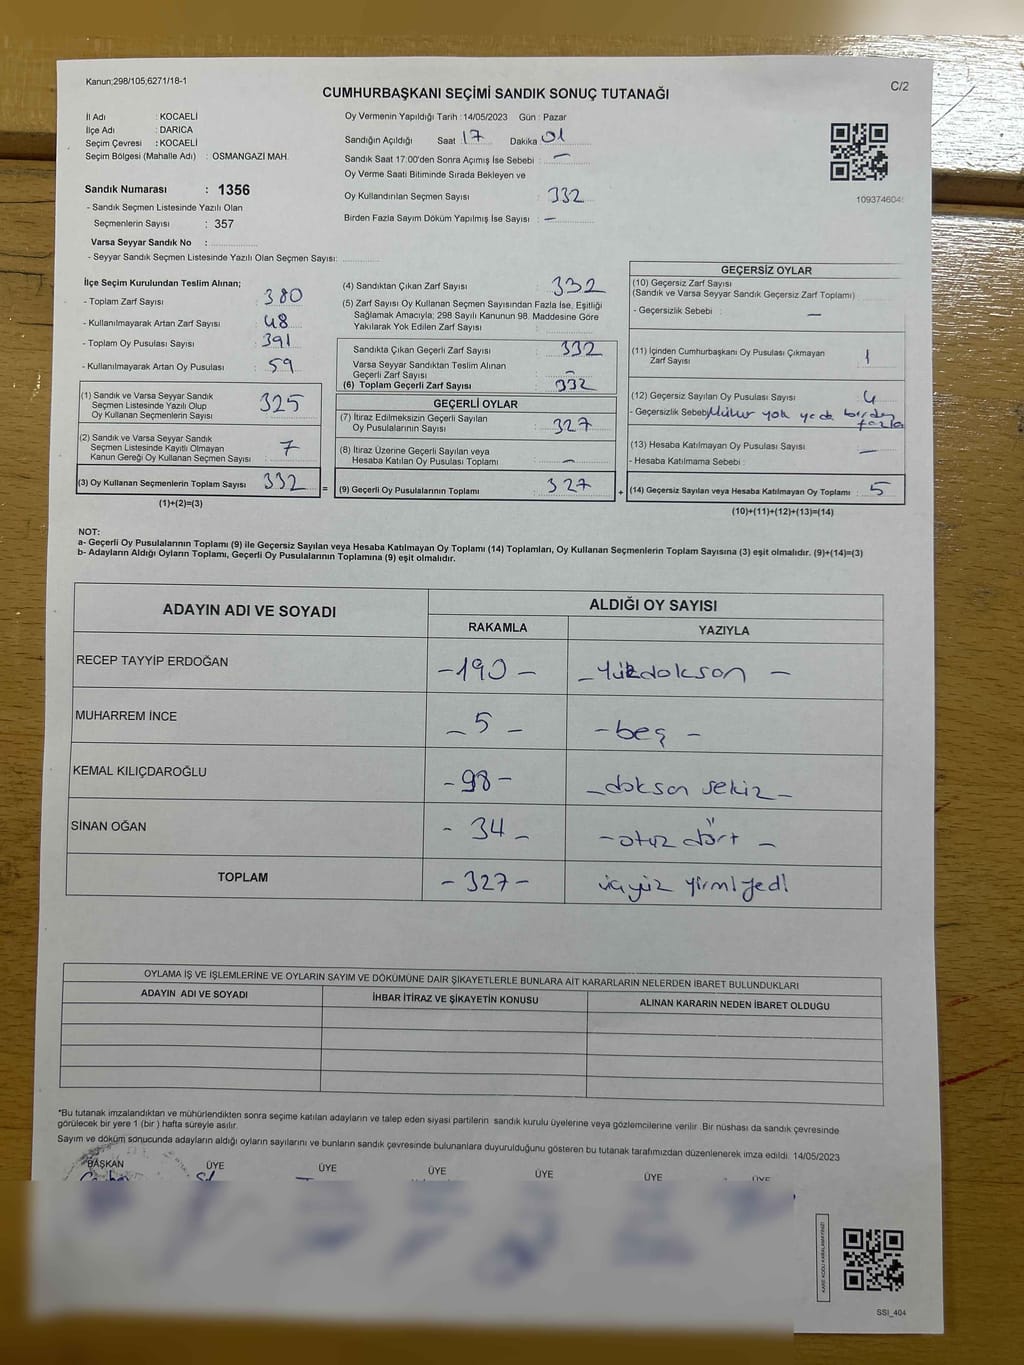 Kanun;298/105,6271/18-1
C/2
CUMHURBAŞKANI SEÇİMİ SANDIK SONUÇ TUTANAĞI
İl Adı : KOCAELİ
İlçe Adı : DARICA
Seçim Çevresi : KOCAELİ
Seçim Bölgesi (Mahalle Adı) : OSMANGAZİ MAH.
Sandık Numarası : 1356
- Sandık Seçmen Listesinde Yazılı Olan
Seçmenlerin Sayısı : 357
Varsa Seyyar Sandık No :
- Seyyar Sandık Seçmen Listesinde Yazılı Olan Seçmen Sayısı:
Oy Vermenin Yapıldığı Tarih : 14/05/2023 Gün : Pazar
Sandığın Açıldığı Saat : 17 Dakika 01
Sandık Saat 17:00'den Sonra Açımış İse Sebebi : —
Oy Verme Saati Bitiminde Sırada Bekleyen ve
Oy Kullandırılan Seçmen Sayısı : 332
Birden Fazla Sayım Döküm Yapılmış İse Sayısı : —
109374604
İlçe Seçim Kurulundan Teslim Alınan;
- Toplam Zarf Sayısı : 380
- Kullanılmayarak Artan Zarf Sayısı : 48
- Toplam Oy Pusulası Sayısı : 391
- Kullanılmayarak Artan Oy Pusulası : 59
(1) Sandık ve Varsa Seyyar Sandık
Seçmen Listesinde Yazılı Olup
Oy Kullanan Seçmenlerin Sayısı : 325
(2) Sandık ve Varsa Seyyar Sandık
Seçmen Listesinde Kayıtlı Olmayan
Kanun Gereği Oy Kullanan Seçmen Sayısı : 7
(3) Oy Kullanan Seçmenlerin Toplam Sayısı : 332
(1)+(2)=(3)
(4) Sandıktan Çıkan Zarf Sayısı : 332
(5) Zarf Sayısı Oy Kullanan Seçmen Sayısından Fazla İse, Eşitliği
Sağlamak Amacıyla; 298 Sayılı Kanunun 98. Maddesine Göre
Yakılarak Yok Edilen Zarf Sayısı :
Sandıkta Çıkan Geçerli Zarf Sayısı : 332
Varsa Seyyar Sandıktan Teslim Alınan
Geçerli Zarf Sayısı : —
(6) Toplam Geçerli Zarf Sayısı : 332
GEÇERLİ OYLAR
(7) İtiraz Edilmeksizin Geçerli Sayılan
Oy Pusulalarının Sayısı : 327
(8) İtiraz Üzerine Geçerli Sayılan veya
Hesaba Katılan Oy Pusulası Toplamı : —
= (9) Geçerli Oy Pusulalarının Toplamı : 327
GEÇERSİZ OYLAR
(10) Geçersiz Zarf Sayısı
(Sandık ve Varsa Seyyar Sandık Geçersiz Zarf Toplamı)
- Geçersizlik Sebebi : —
(11) İçinden Cumhurbaşkanı Oy Pusulası Çıkmayan
Zarf Sayısı : 1
(12) Geçersiz Sayılan Oy Pusulası Sayısı : 4
- Geçersizlik Sebebi Mühür yok yada birden
fazla
(13) Hesaba Katılmayan Oy Pusulası Sayısı : —
- Hesaba Katılmama Sebebi :
+ (14) Geçersiz Sayılan veya Hesaba Katılmayan Oy Toplamı : 5
(10)+(11)+(12)+(13)=(14)
NOT:
a- Geçerli Oy Pusulalarının Toplamı (9) ile Geçersiz Sayılan veya Hesaba Katılmayan Oy Toplamı (14) Toplamları, Oy Kullanan Seçmenlerin Toplam Sayısına (3) eşit olmalıdır. (9)+(14)=(3)
b- Adayların Aldığı Oyların Toplamı, Geçerli Oy Pusulalarının Toplamına (9) eşit olmalıdır.
ADAYIN ADI VE SOYADI
ALDIĞI OY SAYISI
RAKAMLA YAZIYLA
RECEP TAYYİP ERDOĞAN -190- - Yüzdokson -
MUHARREM İNCE -5- -beş-
KEMAL KILIÇDAROĞLU -98- -doksan sekiz-
SİNAN OĞAN -34- -otuz dört-
TOPLAM -327- üçyüz yirmiyedi
OYLAMA İŞ VE İŞLEMLERİNE VE OYLARIN SAYIM VE DÖKÜMÜNE DAİR ŞİKAYETLERLE BUNLARA AİT KARARLARIN NELERDEN İBARET BULUNDUKLARI
ADAYIN ADI VE SOYADI İHBAR İTİRAZ VE ŞİKAYETİN KONUSU ALINAN KARARIN NEDEN İBARET OLDUĞU
*Bu tutanak imzalandıktan ve mühürlendikten sonra seçime katılan adayların ve talep eden siyasi partilerin sandık kurulu üyelerine veya gözlemcilerine verilir. Bir nüshası da sandık çevresinde
görülecek bir yere 1 (bir ) hafta süreyle asılır.
Sayım ve döküm sonucunda adayların aldığı oyların sayılarını ve bunların sandık çevresinde bulunanlara duyurulduğunu gösteren bu tutanak tarafımızdan düzenlenerek imza edildi. 14/05/2023
BAŞKAN ÜYE ÜYE ÜYE ÜYE ÜYE ÜYE
KARE KODU KARALAMAYINIZ!
SSI_404